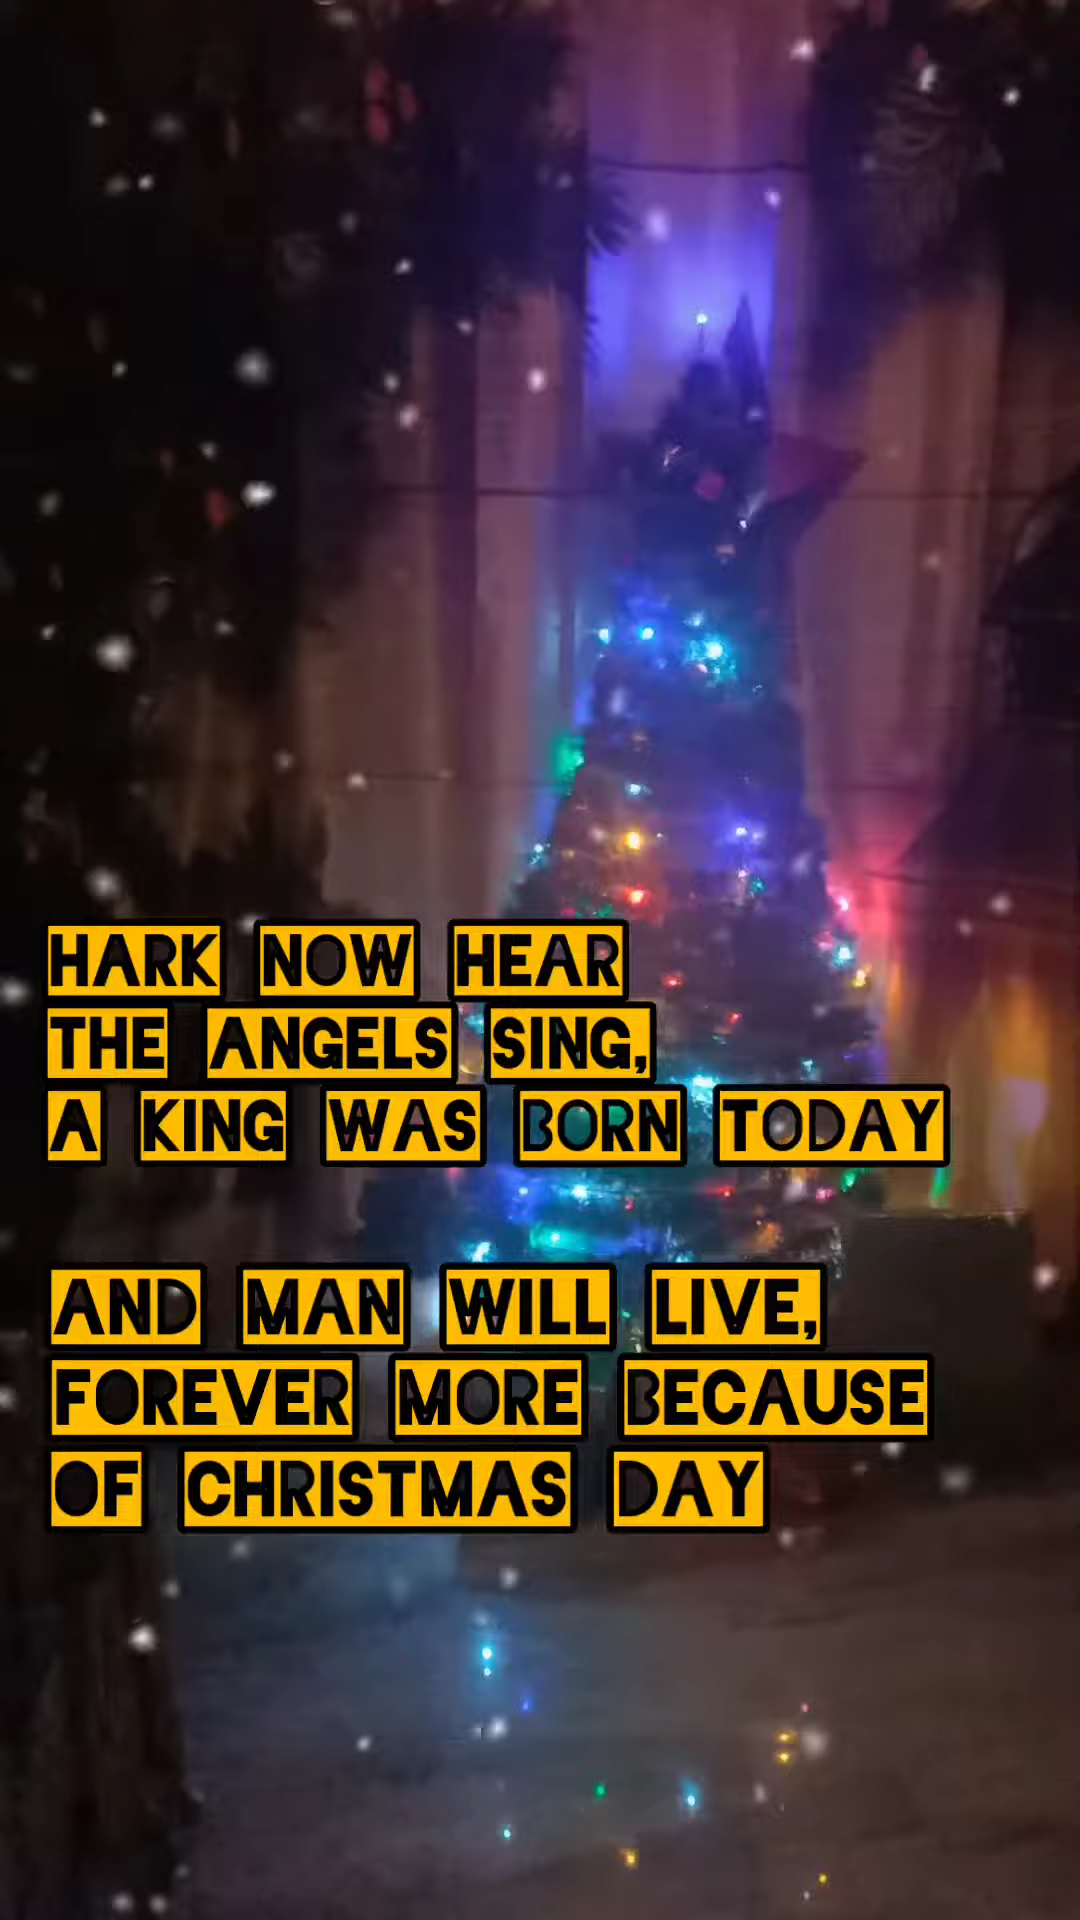 HARK NOW HEAR
THE ANGELS SING,
A KING WAS BORN TODAY
AND MAN WILL LIVE,
FOREVER MORE BECAUSE
OF CHRISTMAS DAY